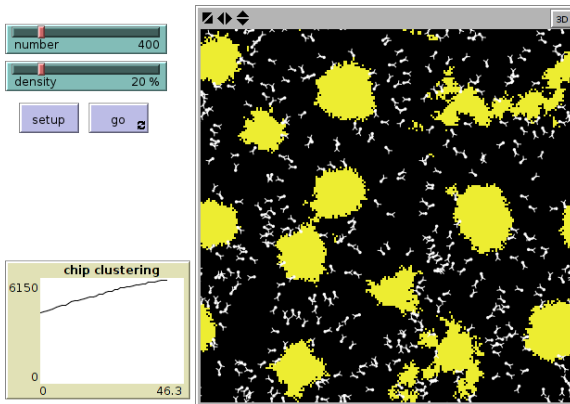 number 400
density 20 %
setup
go
3D
chip clustering
6150
0
0 46.3